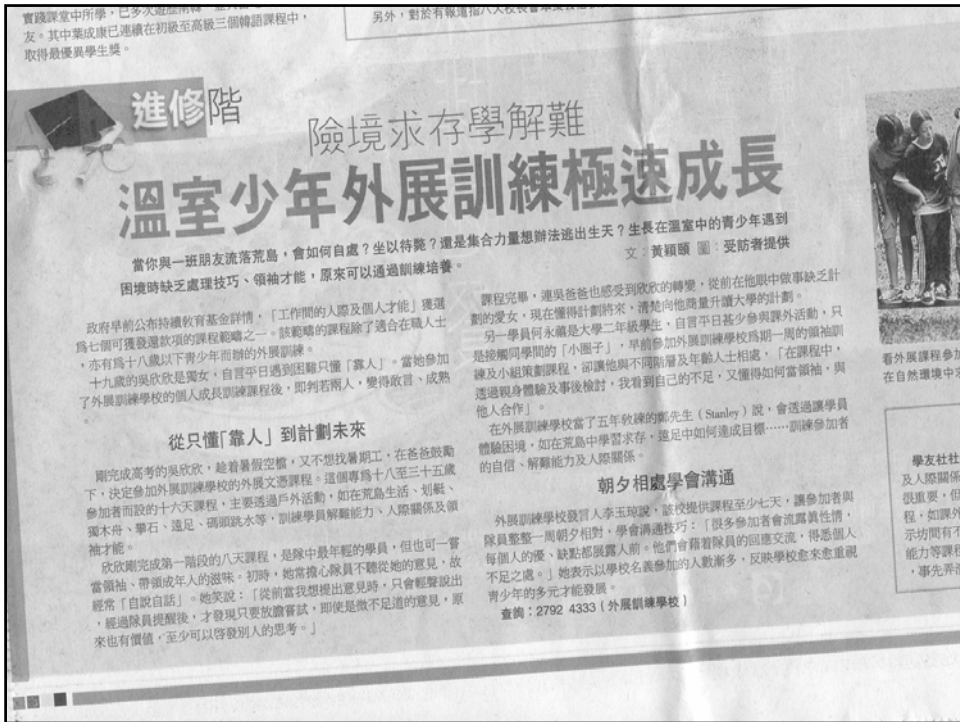 實踐課堂中所學，已多次遊歷南韓
友。其中葉成康已連續在初級至高級三個韓語課程中，
取得最優異學生獎。
另外，對於有報道指八大校長會
進修階
險境求存學解難
溫室少年外展訓練極速成長
當你與一班朋友流落荒島，會如何自處？坐以待斃？還是集合力量想辦法逃出生天？生長在溫室中的青少年遇到
困境時缺乏處理技巧、領袖才能，原來可以通過訓練培養。
文：黃穎頤 圖：受訪者提供
政府早前公布持續教育基金詳情，「工作間的人際及個人才能」獲選
為七個可獲發還款項的課程範疇之一。該範疇的課程除了適合在職人士
，亦有為十八歲以下青少年而辦的外展訓練。
十九歲的吳欣欣是獨女，自言平日遇到困難只懂「靠人」。當她參加
了外展訓練學校的個人成長訓練課程後，即判若兩人，變得敢言、成熟
。
從只懂「靠人」到計劃未來
剛完成高考的吳欣欣，趁着暑假空檔，又不想找暑期工，在爸爸鼓勵
下，決定參加外展訓練學校的外展文憑課程。這個專為十八至三十五歲
參加者而設的十六天課程，主要透過戶外活動，如在荒島生活、划艇、
獨木舟、攀石、遠足、碼頭跳水等，訓練學員解難能力、人際關係及領
袖才能。
欣欣剛完成第一階段的八天課程，是隊中最年輕的學員，但也可一嘗
當領袖、帶領成年人的滋味。初時，她常擔心隊員不聽從她的意見，故
經常「自說自話」。她笑說：「從前當我想提出意見時，只會輕聲說出
，經過隊員提醒後，才發現只要放膽嘗試，即使是微不足道的意見，原
來也有價值，至少可以啓發別人的思考。」
課程完畢，連吳爸爸也感受到欣欣的轉變，從前在他眼中做事缺乏計
劃的愛女，現在懂得計劃將來，清楚向他商量升讀大學的計劃。
另一學員何永續是大學二年級學生，自言平日甚少參與課外活動，只
是接觸同學間的「小圈子」，早前參加外展訓練學校為期一周的領袖訓
練及小組策劃課程，卻讓他與不同階層及年齡人士相處，「在課程中，
透過親身體驗及事後檢討，我看到自己的不足，又懂得如何當領袖，與
他人合作」。
在外展訓練學校當了五年教練的鄭先生（Stanley）說，會透過讓學員
體驗困境，如在荒島中學習求存，遠足中如何達成目標……訓練參加者
的自信、解難能力及人際關係。
朝夕相處學會溝通
外展訓練學校發言人李玉琼說，該校提供課程至少七天，讓參加者與
隊員整整一周朝夕相對，學會溝通技巧：「很多參加者會流露真性情，
每個人的優、缺點都展露人前。他們會藉着隊員的回應交流，得悉個人
不足之處。」她表示以學校名義參加的人數漸多，反映學校愈來愈重視
青少年的多元才能發展。
查詢：2792 4333（外展訓練學校）
看外展課程參加
在自然環境中求
學友社社
及人際關係
很重要，但
程，如課外
示坊間有不
能力等課程
，事先弄清